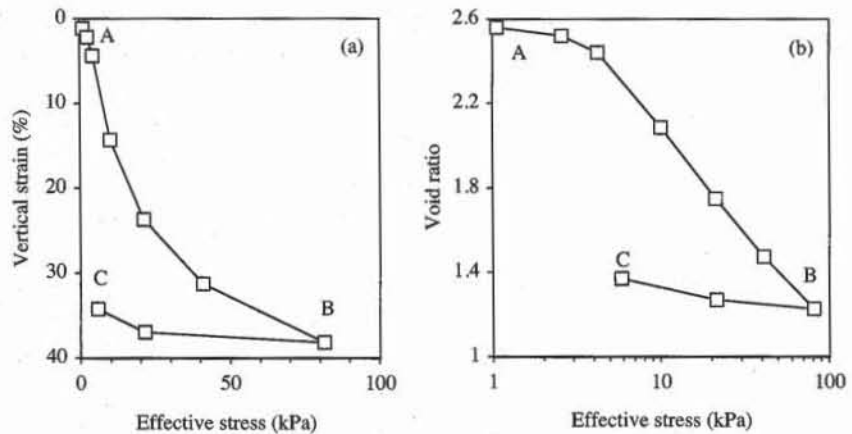 0
10
20
30
40
Vertical strain (%)
A
(a)
C
B
0
50
100
Effective stress (kPa)
2.6
2.2
1.8
1.4
1
Void ratio
A
(b)
C
B
1
10
100
Effective stress (kPa)